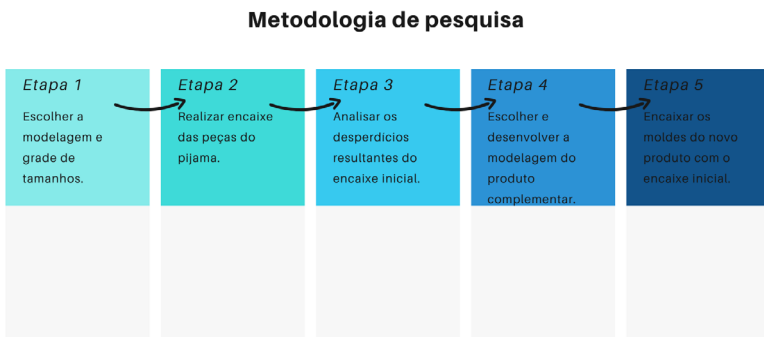 Metodologia de pesquisa
Etapa 1
Escolher a
modelagem e
grade de
tamanhos.
Etapa 2
Realizar encaixe
das peças do
pijama.
Etapa 3
Analisar os
desperdícios
resultantes do
encaixe inicial.
Etapa 4
Escolher e
desenvolver a
modelagem do
produto
complementar.
Etapa 5
Encaixar os
moldes do novo
produto com o
encaixe inicial.